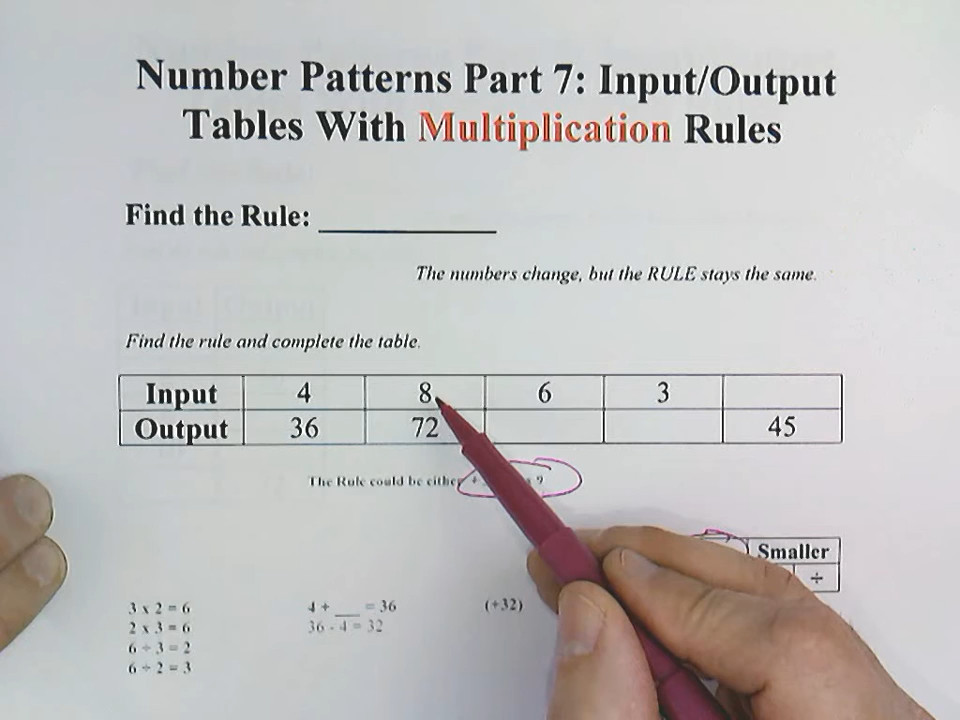 Number Patterns Part 7: Input/Output
Tables With Multiplication Rules
Find the Rule: ____________
The numbers change, but the RULE stays the same.
Find the rule and complete the table.
Input 4 8 6 3
Output 36 72 45
The Rule could be either + ?
Smaller
÷
3 x 2 = 6 4 + ___ = 36 (+32)
2 x 3 = 6 36 - 4 = 32
6 ÷ 3 = 2
6 ÷ 2 = 3